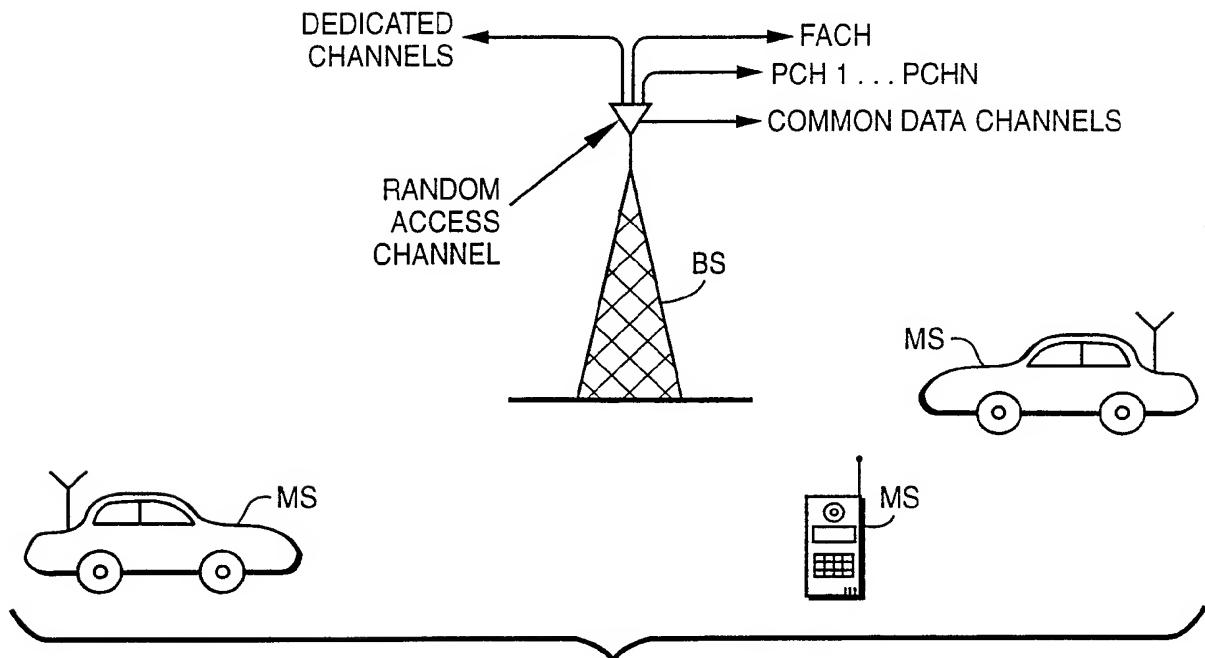 DEDICATED
CHANNELS
FACH
PCH 1 . . . PCHN
COMMON DATA CHANNELS
RANDOM
ACCESS
CHANNEL
BS
MS
MS
MS